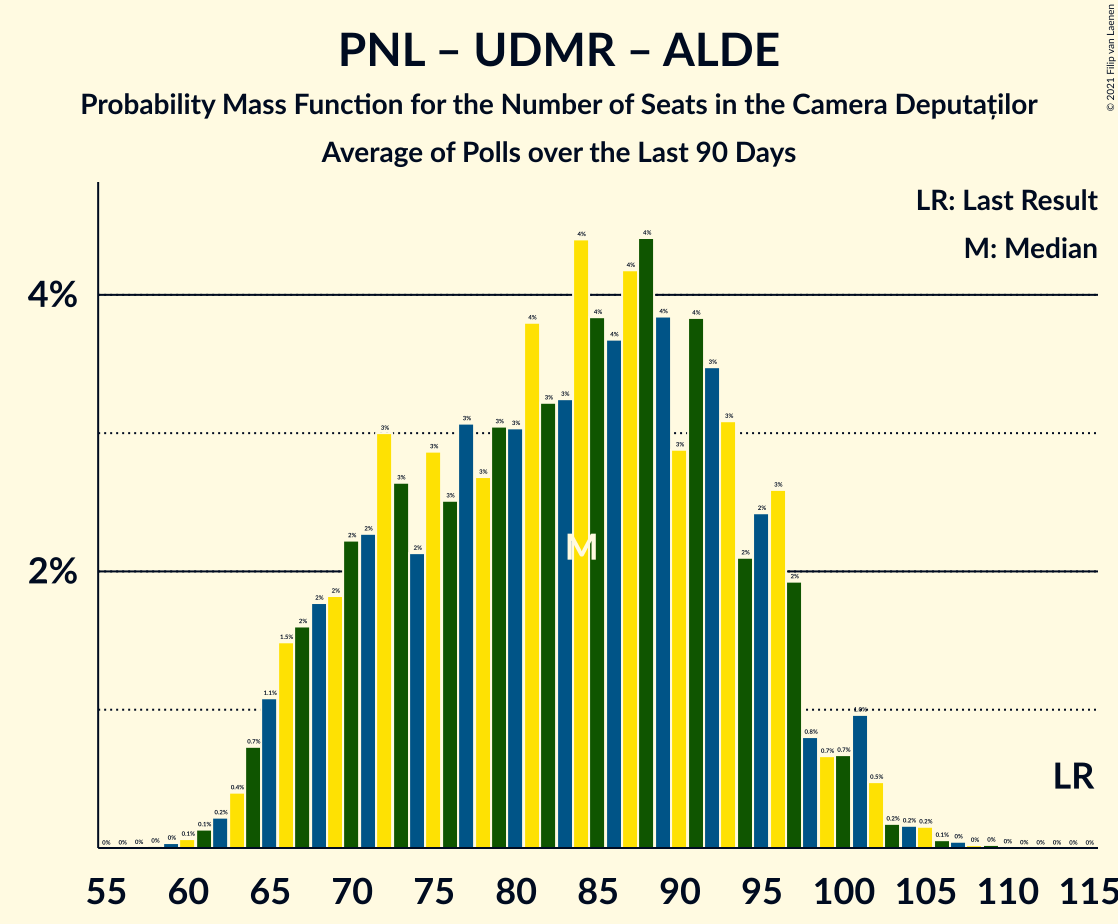 PNL – UDMR – ALDE
Probability Mass Function for the Number of Seats in the Camera Deputaților
Average of Polls over the Last 90 Days
© 2021 Filip van Laenen
LR: Last Result
M: Median
4%
2%
0% 0% 0% 0% 0% 0.1% 0.1% 0.2% 0.4% 0.7% 1.1% 1.5% 2% 2% 2% 2% 2% 3% 3% 2% 3% 3% 3% 3% 3% 3% 4% 3% 3% 4% 4% 4% 4% 4% 4% 3% 4% 3% 3% 2% 2% 3% 2% 0.8% 0.7% 0.7% 1.0% 0.5% 0.2% 0.2% 0.2% 0.1% 0% 0% 0% 0% 0% 0% 0% 0% 0%
M
LR
55 60 65 70 75 80 85 90 95 100 105 110 115